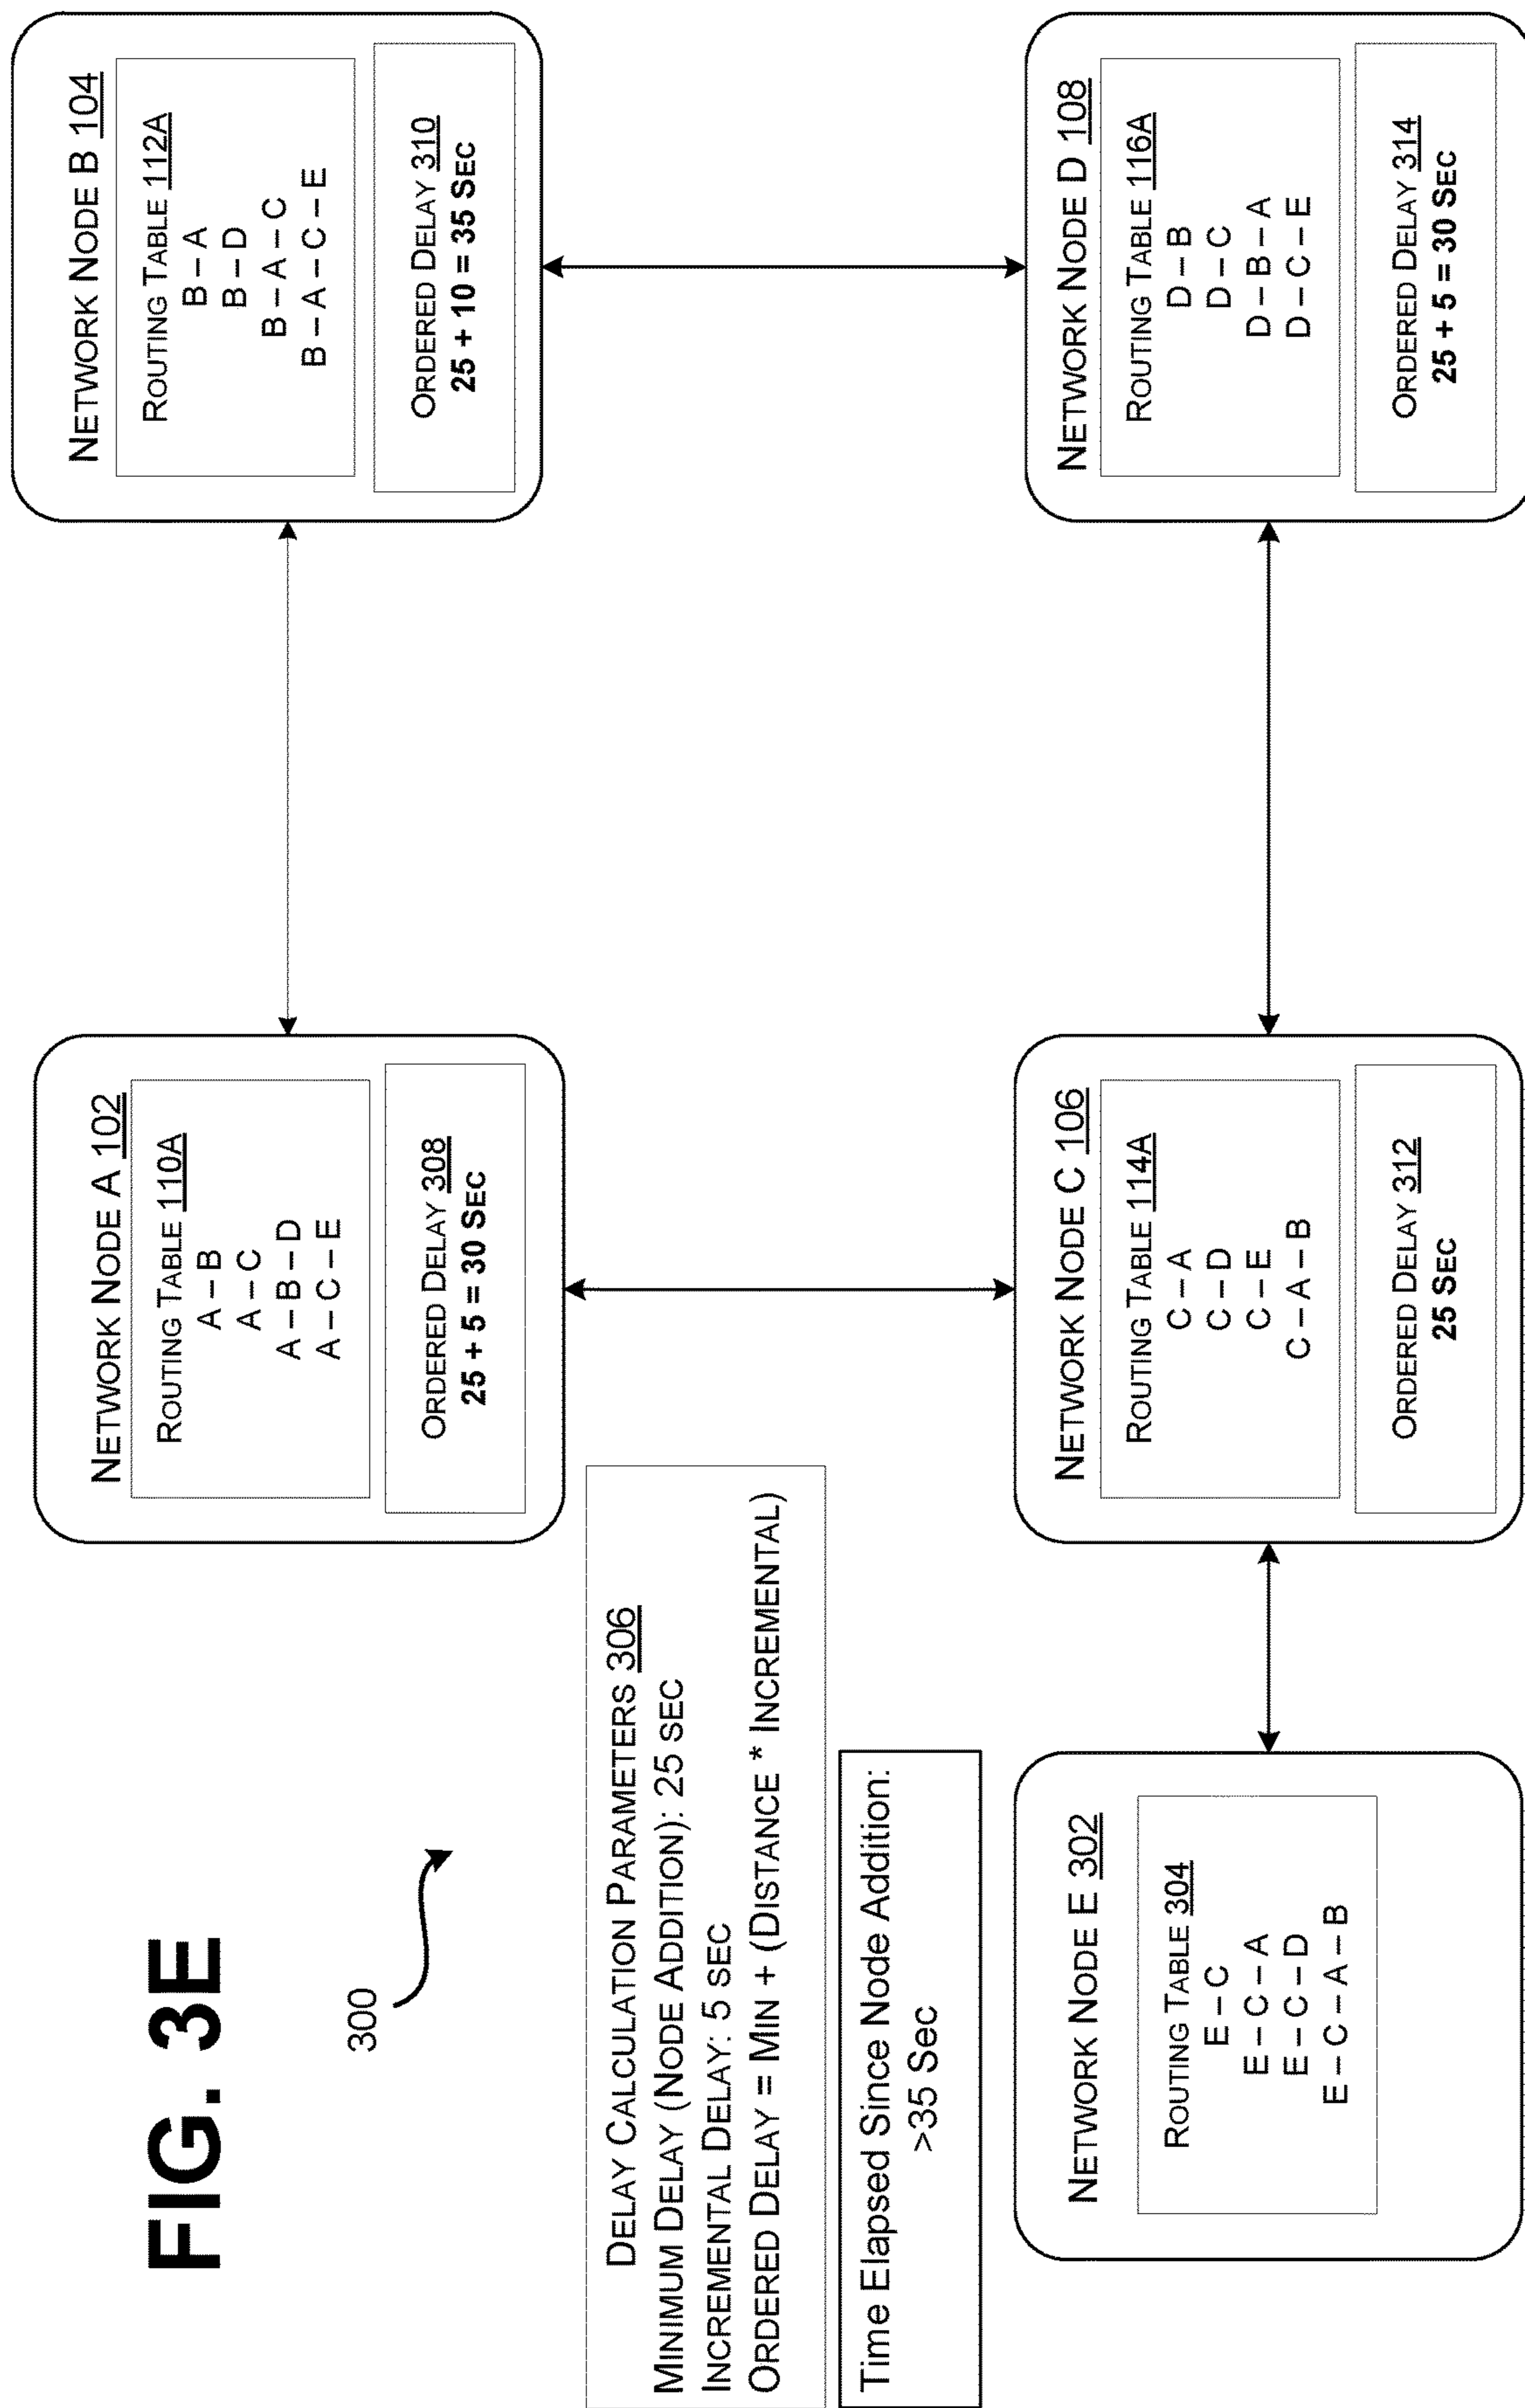 FIG. 3E
300
DELAY CALCULATION PARAMETERS 306
MINIMUM DELAY (NODE ADDITION): 25 SEC
INCREMENTAL DELAY: 5 SEC
ORDERED DELAY = MIN + (DISTANCE * INCREMENTAL)
Time Elapsed Since Node Addition:
>35 Sec
NETWORK NODE A 102
ROUTING TABLE 110A
A – B
A – C
A – B – D
A – C – E
ORDERED DELAY 308
25 + 5 = 30 SEC
NETWORK NODE B 104
ROUTING TABLE 112A
B – A
B – D
B – A – C
B – A – C – E
ORDERED DELAY 310
25 + 10 = 35 SEC
NETWORK NODE E 302
ROUTING TABLE 304
E – C
E – C – A
E – C – D
E – C – A – B
NETWORK NODE C 106
ROUTING TABLE 114A
C – A
C – D
C – E
C – A – B
ORDERED DELAY 312
25 SEC
NETWORK NODE D 108
ROUTING TABLE 116A
D – B
D – C
D – B – A
D – C – E
ORDERED DELAY 314
25 + 5 = 30 SEC